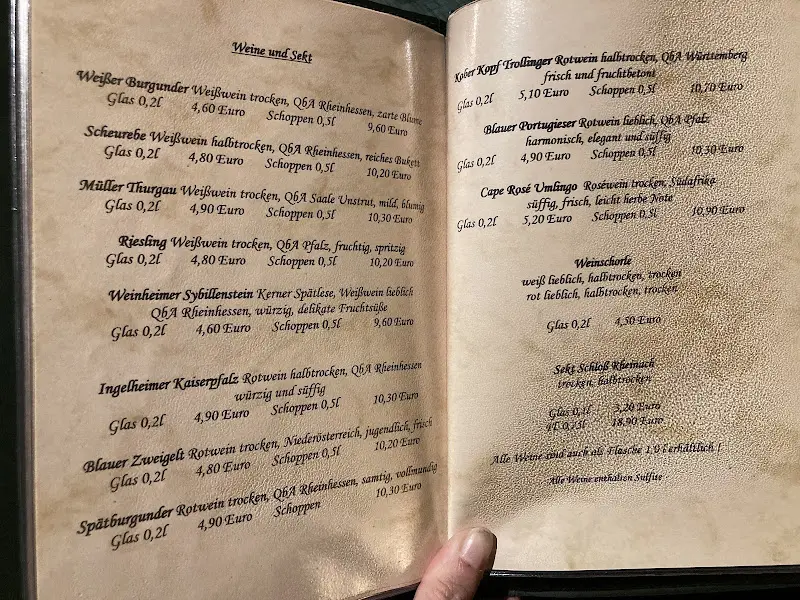 Weine und Sekt
Weißer Burgunder Weißwein trocken, QbA Rheinhessen, zarte Blume
Glas 0,2l 4,60 Euro Schoppen 0,5l 9,60 Euro
Scheurebe Weißwein halbtrocken, QbA Rheinhessen, reiches Bukett
Glas 0,2l 4,80 Euro Schoppen 0,5l 10,20 Euro
Müller Thurgau Weißwein trocken, QbA Saale Unstrut, mild, blumig
Glas 0,2l 4,90 Euro Schoppen 0,5l 10,30 Euro
Riesling Weißwein trocken, QbA Pfalz, fruchtig, spritzig
Glas 0,2l 4,80 Euro Schoppen 0,5l 10,20 Euro
Weinheimer Sybillenstein Kerner Spätlese, Weißwein lieblich
QbA Rheinhessen, würzig, delikate Fruchtsüße
Glas 0,2l 4,60 Euro Schoppen 0,5l 9,60 Euro
Ingelheimer Kaiserpfalz Rotwein halbtrocken, QbA Rheinhessen
würzig und süffig
Glas 0,2l 4,90 Euro Schoppen 0,5l 10,30 Euro
Blauer Zweigelt Rotwein trocken, Niederösterreich, jugendlich, frisch
Glas 0,2l 4,80 Euro Schoppen 0,5l 10,20 Euro
Spätburgunder Rotwein trocken, QbA Rheinhessen, samtig, vollmundig
Glas 0,2l 4,90 Euro Schoppen 10,30 Euro
Käber Kopf Trollinger Rotwein halbtrocken, QbA Württemberg
frisch und fruchtbetont
Glas 0,2l 5,10 Euro Schoppen 0,5l 10,70 Euro
Blauer Portugieser Rotwein lieblich, QbA Pfalz
harmonisch, elegant und süffig
Glas 0,2l 4,90 Euro Schoppen 0,5l 10,30 Euro
Cape Rosé Umlingo Roséwein trocken, Südafrika
süffig, frisch, leicht herbe Note
Glas 0,2l 5,20 Euro Schoppen 0,5l 10,90 Euro
Weinschorle
weiß lieblich, halbtrocken, trocken
rot lieblich, halbtrocken, trocken
Glas 0,2l 4,50 Euro
Sekt Schloß Rheinach
trocken, halbtrocken
Glas 0,1l 3,20 Euro
Fl. 0,75l 18,90 Euro
Alle Weine sind auch als Flasche 1,0 l erhältlich !
Alle Weine enthalten Sulfite